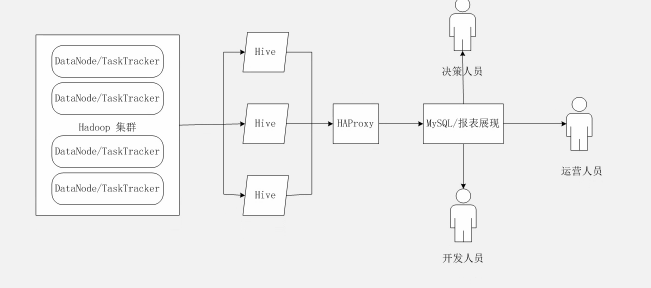 DataNode/TaskTracker
DataNode/TaskTracker
Hadoop 集群
DataNode/TaskTracker
DataNode/TaskTracker
Hive
Hive
Hive
HAProxy
MySQL/报表展现
决策人员
运营人员
开发人员